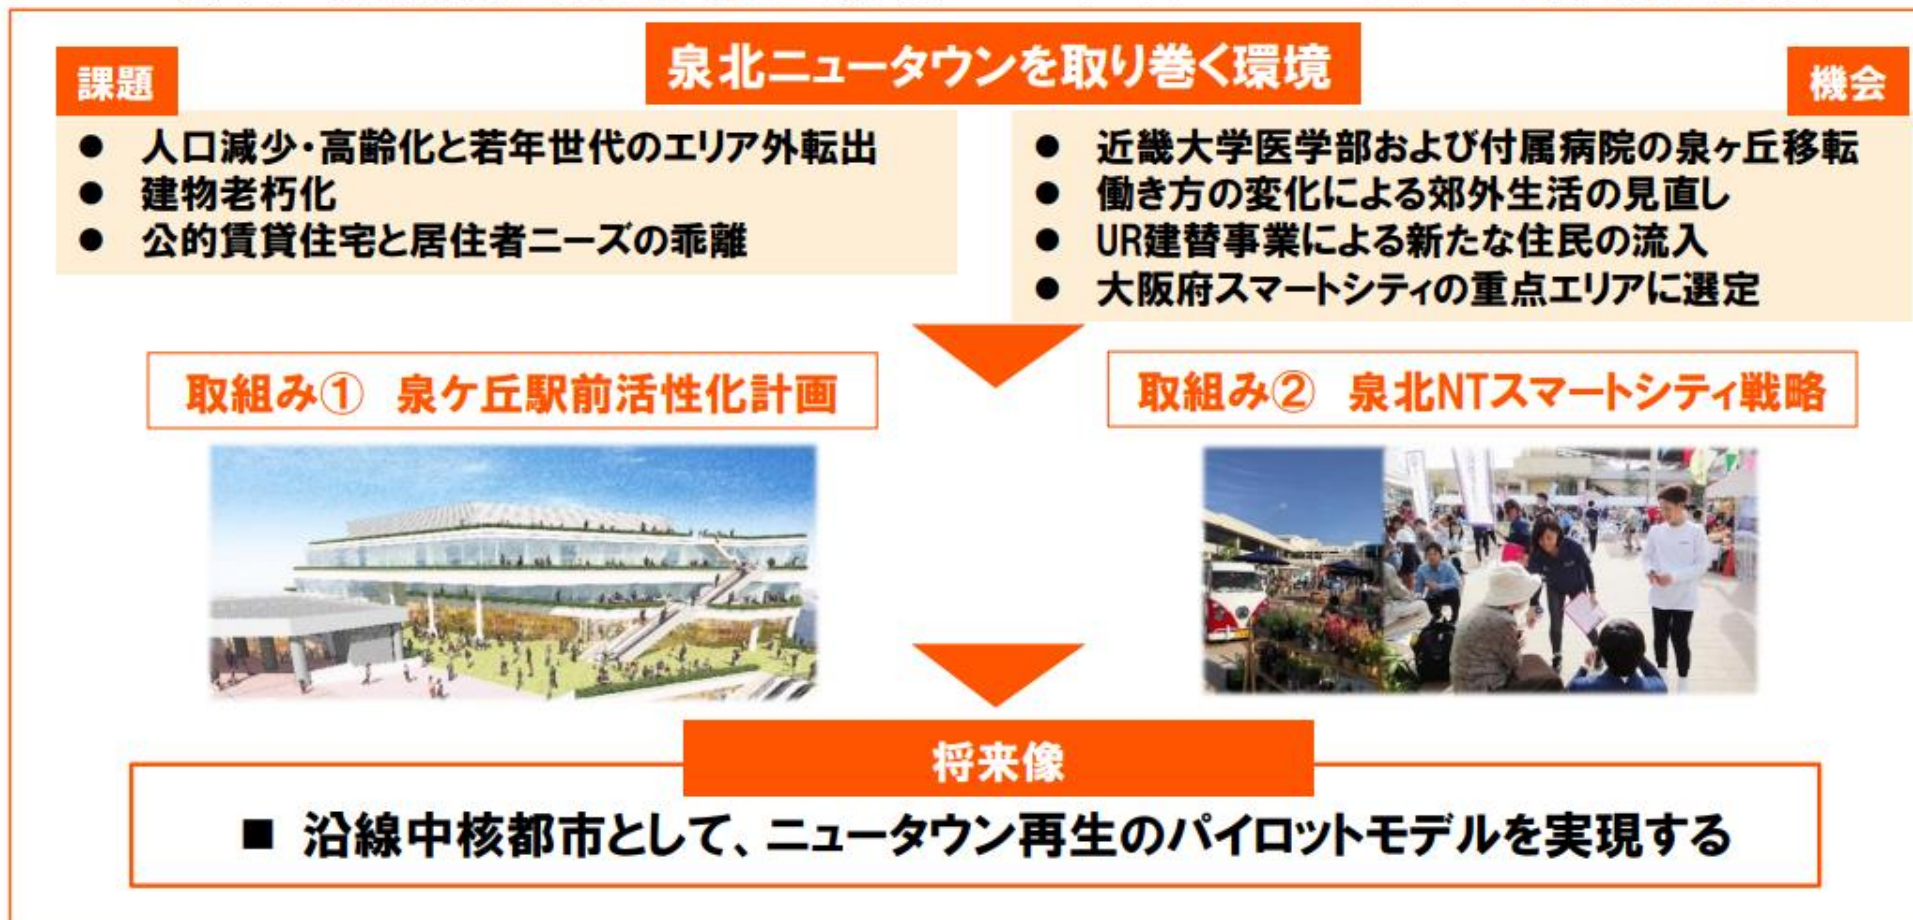 泉北ニュータウンを取り巻く環境
課題
● 人口減少・高齢化と若年世代のエリア外転出
● 建物老朽化
● 公的賃貸住宅と居住者ニーズの乖離
機会
● 近畿大学医学部および付属病院の泉ヶ丘移転
● 働き方の変化による郊外生活の見直し
● UR建替事業による新たな住民の流入
● 大阪府スマートシティの重点エリアに選定
取組み① 泉ケ丘駅前活性化計画
取組み② 泉北NTスマートシティ戦略
将来像
■ 沿線中核都市として、ニュータウン再生のパイロットモデルを実現する